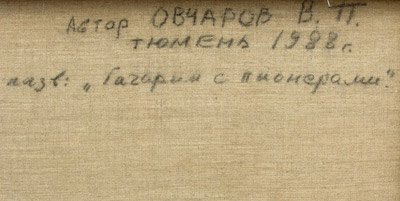 Автор ОВЧАРОВ В. П.
ТЮМЕНЬ 1988 г.
назв: „Гагарин с пионерами".